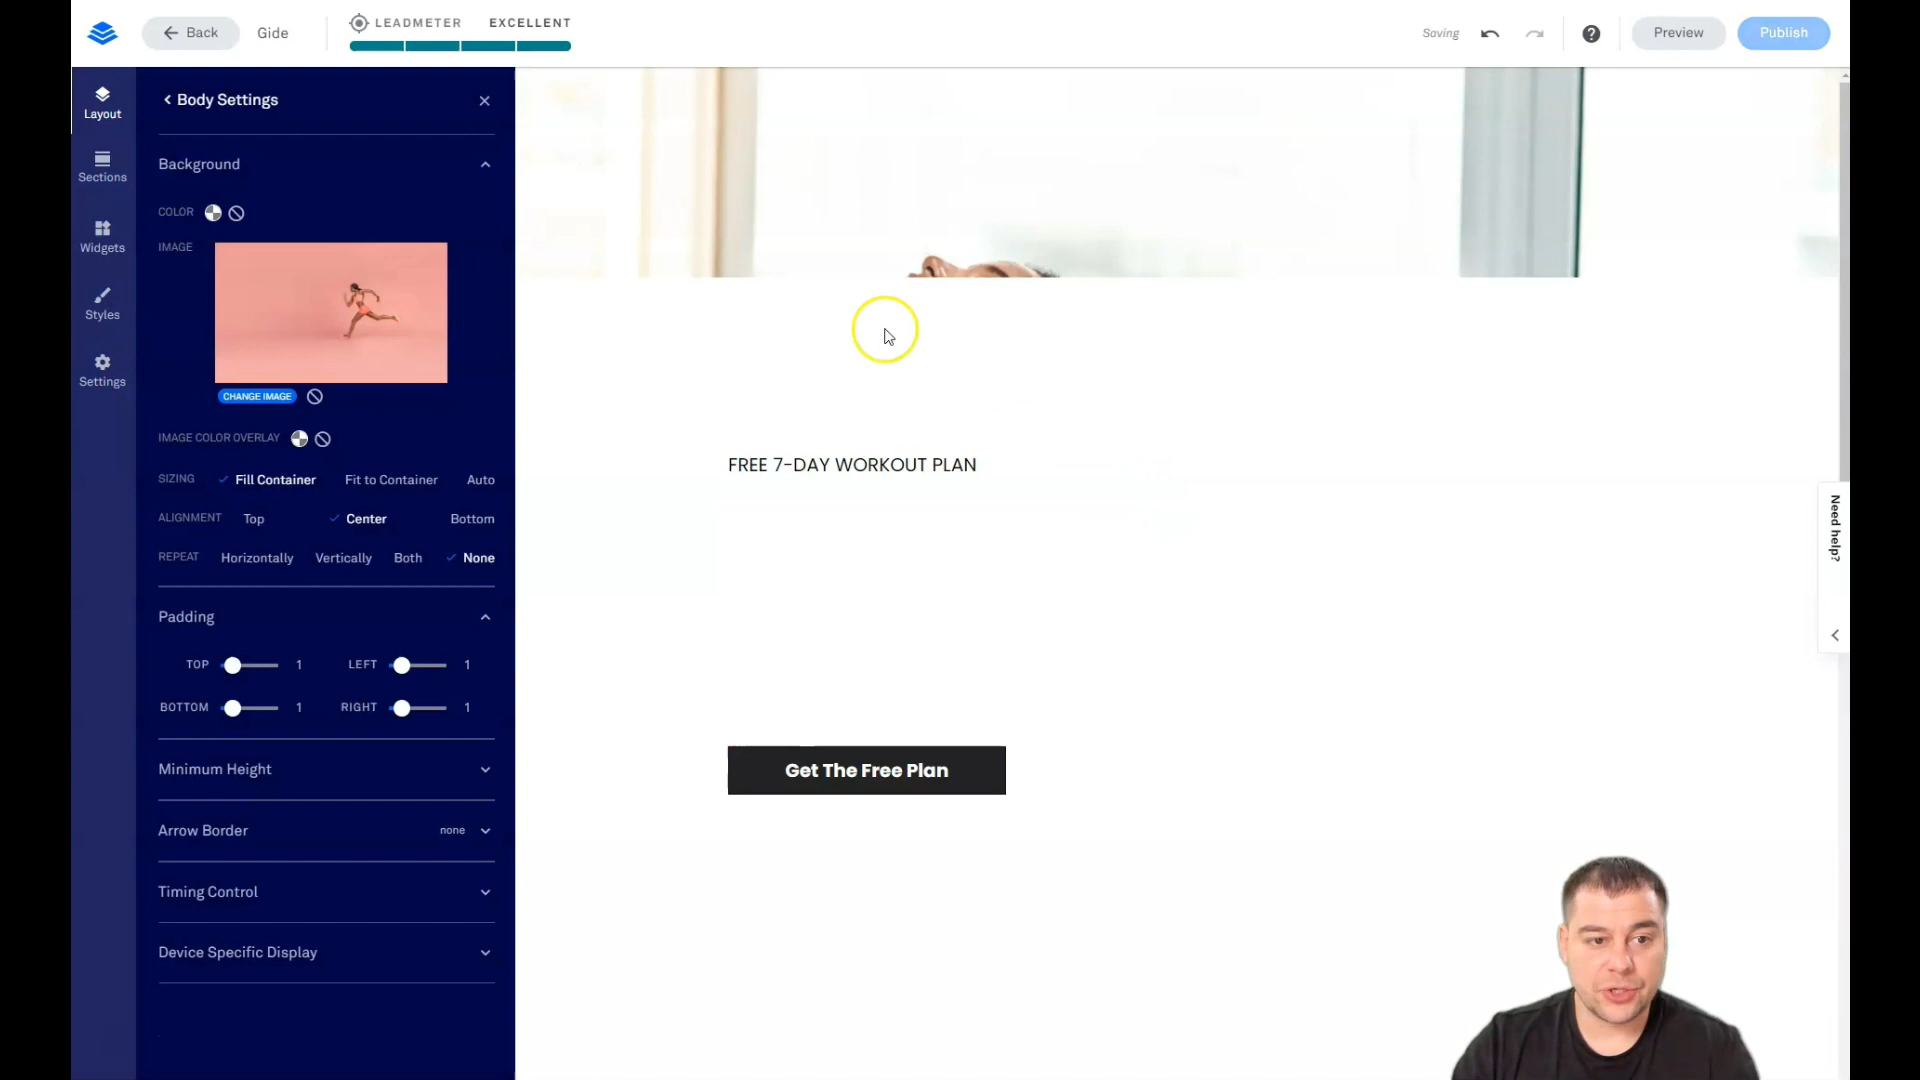 Back
Gide
LEADMETER EXCELLENT
Saving
Preview
Publish
Layout
Sections
Widgets
Styles
Settings
Body Settings
Background
COLOR
IMAGE
CHANGE IMAGE
IMAGE COLOR OVERLAY
SIZING Fill Container Fit to Container Auto
ALIGNMENT Top Center Bottom
REPEAT Horizontally Vertically Both None
Padding
TOP 1 LEFT 1
BOTTOM 1 RIGHT 1
Minimum Height
Arrow Border none
Timing Control
Device Specific Display
FREE 7-DAY WORKOUT PLAN
Get The Free Plan
Need help?